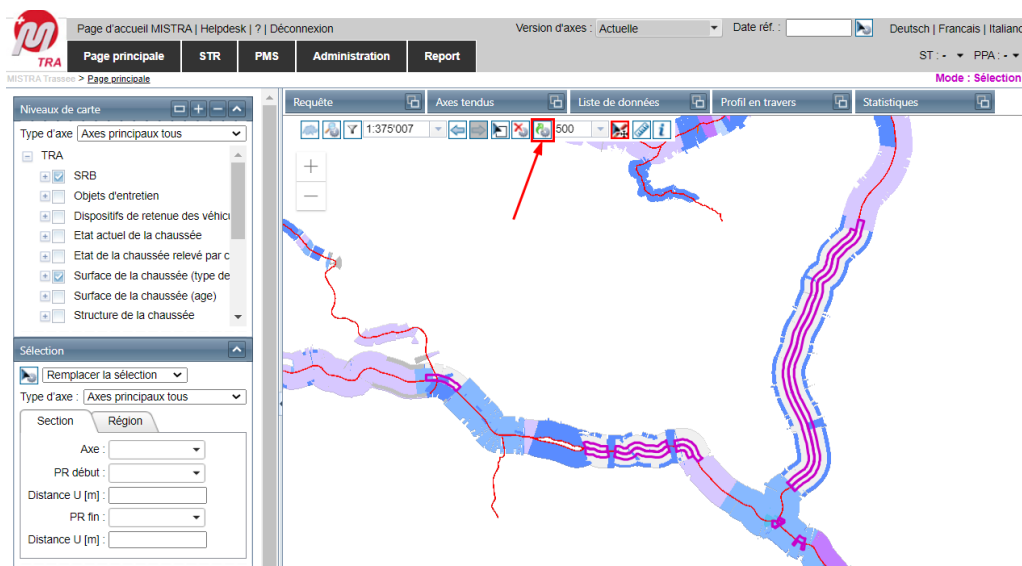 Page d'accueil MISTRA | Helpdesk | ? | Déconnexion
Version d'axes : Actuelle
Date réf. :
Deutsch | Francais | Italiano
TRA
Page principale STR PMS Administration Report
ST : - PPA : -
MISTRA Trassee > Page principale
Mode : Sélection
Niveaux de carte
Requête Axes tendus Liste de données Profil en travers Statistiques
Type d'axe Axes principaux tous
1:375'007
500
TRA
SRB
Objets d'entretien
Dispositifs de retenue des véhicu
Etat actuel de la chaussée
Etat de la chaussée relevé par c
Surface de la chaussée (type de
Surface de la chaussée (age)
Structure de la chaussée
Sélection
Remplacer la sélection
Type d'axe : Axes principaux tous
Section Région
Axe :
PR début :
Distance U [m] :
PR fin :
Distance U [m] :